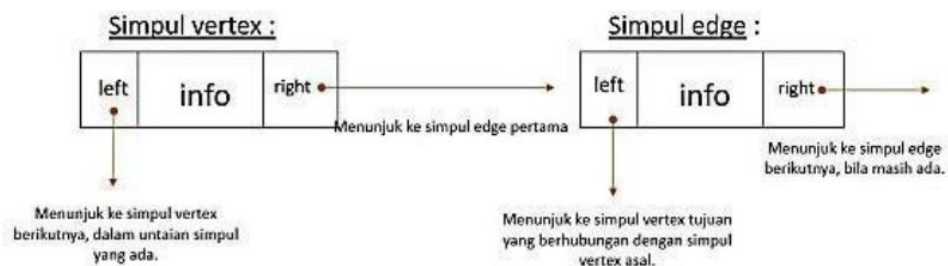 Simpul vertex :
left
info
right
Menunjuk ke simpul edge pertama
Menunjuk ke simpul vertex
berikutnya, dalam untaian simpul
yang ada.
Simpul edge :
left
info
right
Menunjuk ke simpul edge
berikutnya, bila masih ada.
Menunjuk ke simpul vertex tujuan
yang berhubungan dengan simpul
vertex asal.